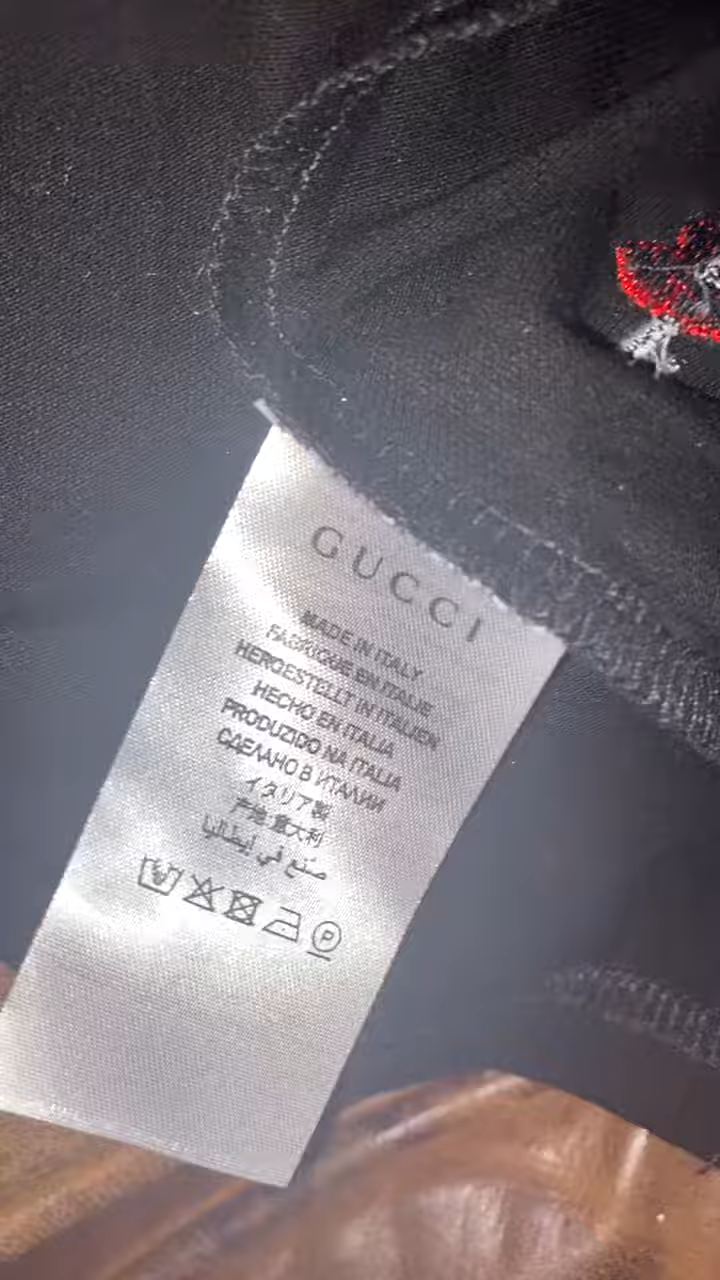 GUCCI
MADE IN ITALY
FABRIQUÉ EN ITALIE
HERGESTELLT IN ITALIEN
HECHO EN ITALIA
PRODUZIDO NA ITALIA
СДЕЛАНО В ИТАЛИИ
イタリア製
产地:意大利
صنع في إيطاليا
P